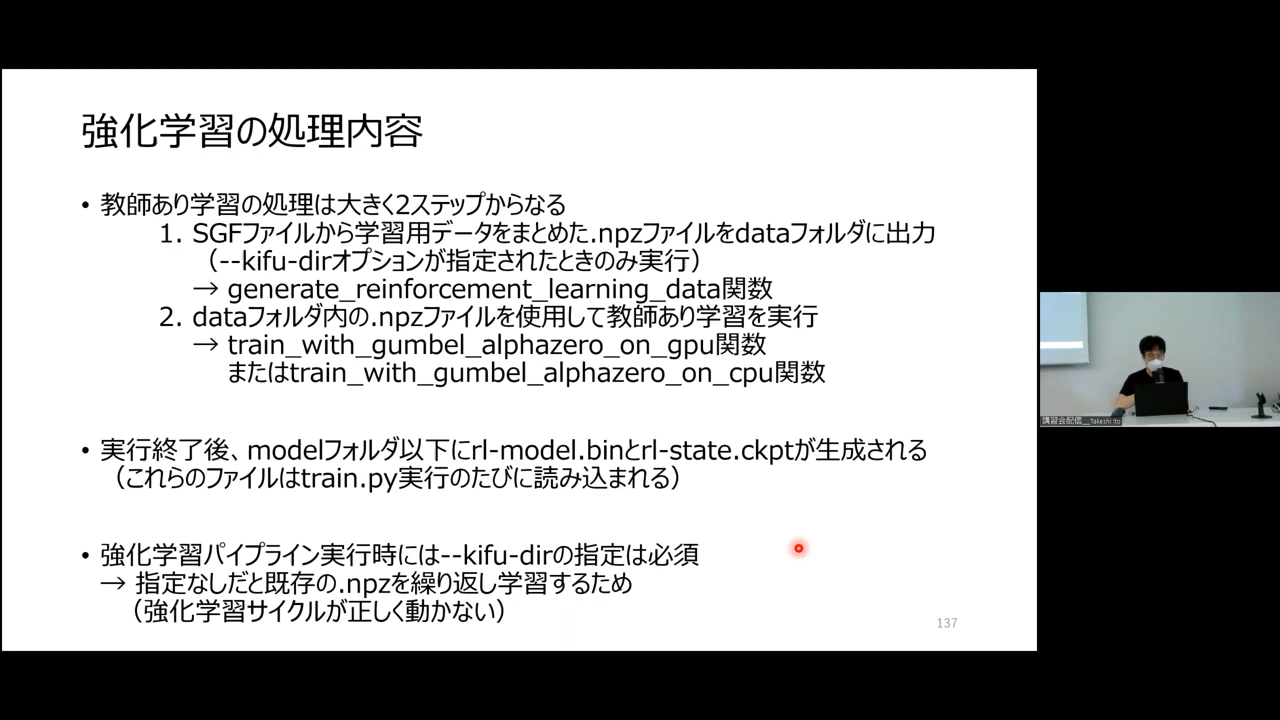 強化学習の処理内容
• 教師あり学習の処理は大きく2ステップからなる
1. SGFファイルから学習用データをまとめた.npzファイルをdataフォルダに出力
（--kifu-dirオプションが指定されたときのみ実行）
→ generate_reinforcement_learning_data関数
2. dataフォルダ内の.npzファイルを使用して教師あり学習を実行
→ train_with_gumbel_alphazero_on_gpu関数
またはtrain_with_gumbel_alphazero_on_cpu関数
• 実行終了後、modelフォルダ以下にrl-model.binとrl-state.ckptが生成される
（これらのファイルはtrain.py実行のたびに読み込まれる）
• 強化学習パイプライン実行時には--kifu-dirの指定は必須
→ 指定なしだと既存の.npzを繰り返し学習するため
（強化学習サイクルが正しく動かない）
137
講習会配信__Takeshi Ito